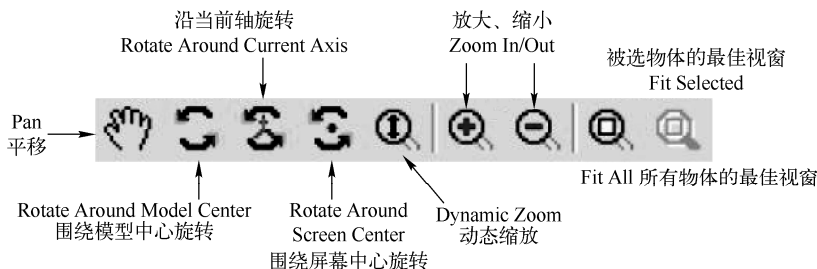 沿当前轴旋转
Rotate Around Current Axis
放大、缩小
Zoom In/Out
被选物体的最佳视窗
Fit Selected
Pan
平移
Fit All 所有物体的最佳视窗
Rotate Around Model Center
围绕模型中心旋转
Rotate Around
Screen Center
围绕屏幕中心旋转
Dynamic Zoom
动态缩放